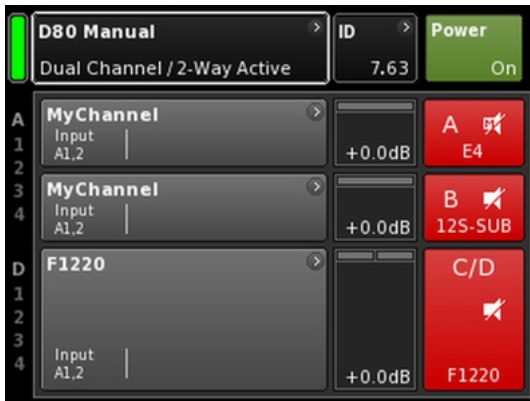 D80 Manual
Dual Channel / 2-Way Active
ID
7.63
Power
On
A
1
2
3
4
MyChannel
Input
A1,2
+0.0dB
A
E4
MyChannel
Input
A1,2
+0.0dB
B
12S-SUB
D
1
2
3
4
F1220
Input
A1,2
+0.0dB
C/D
F1220